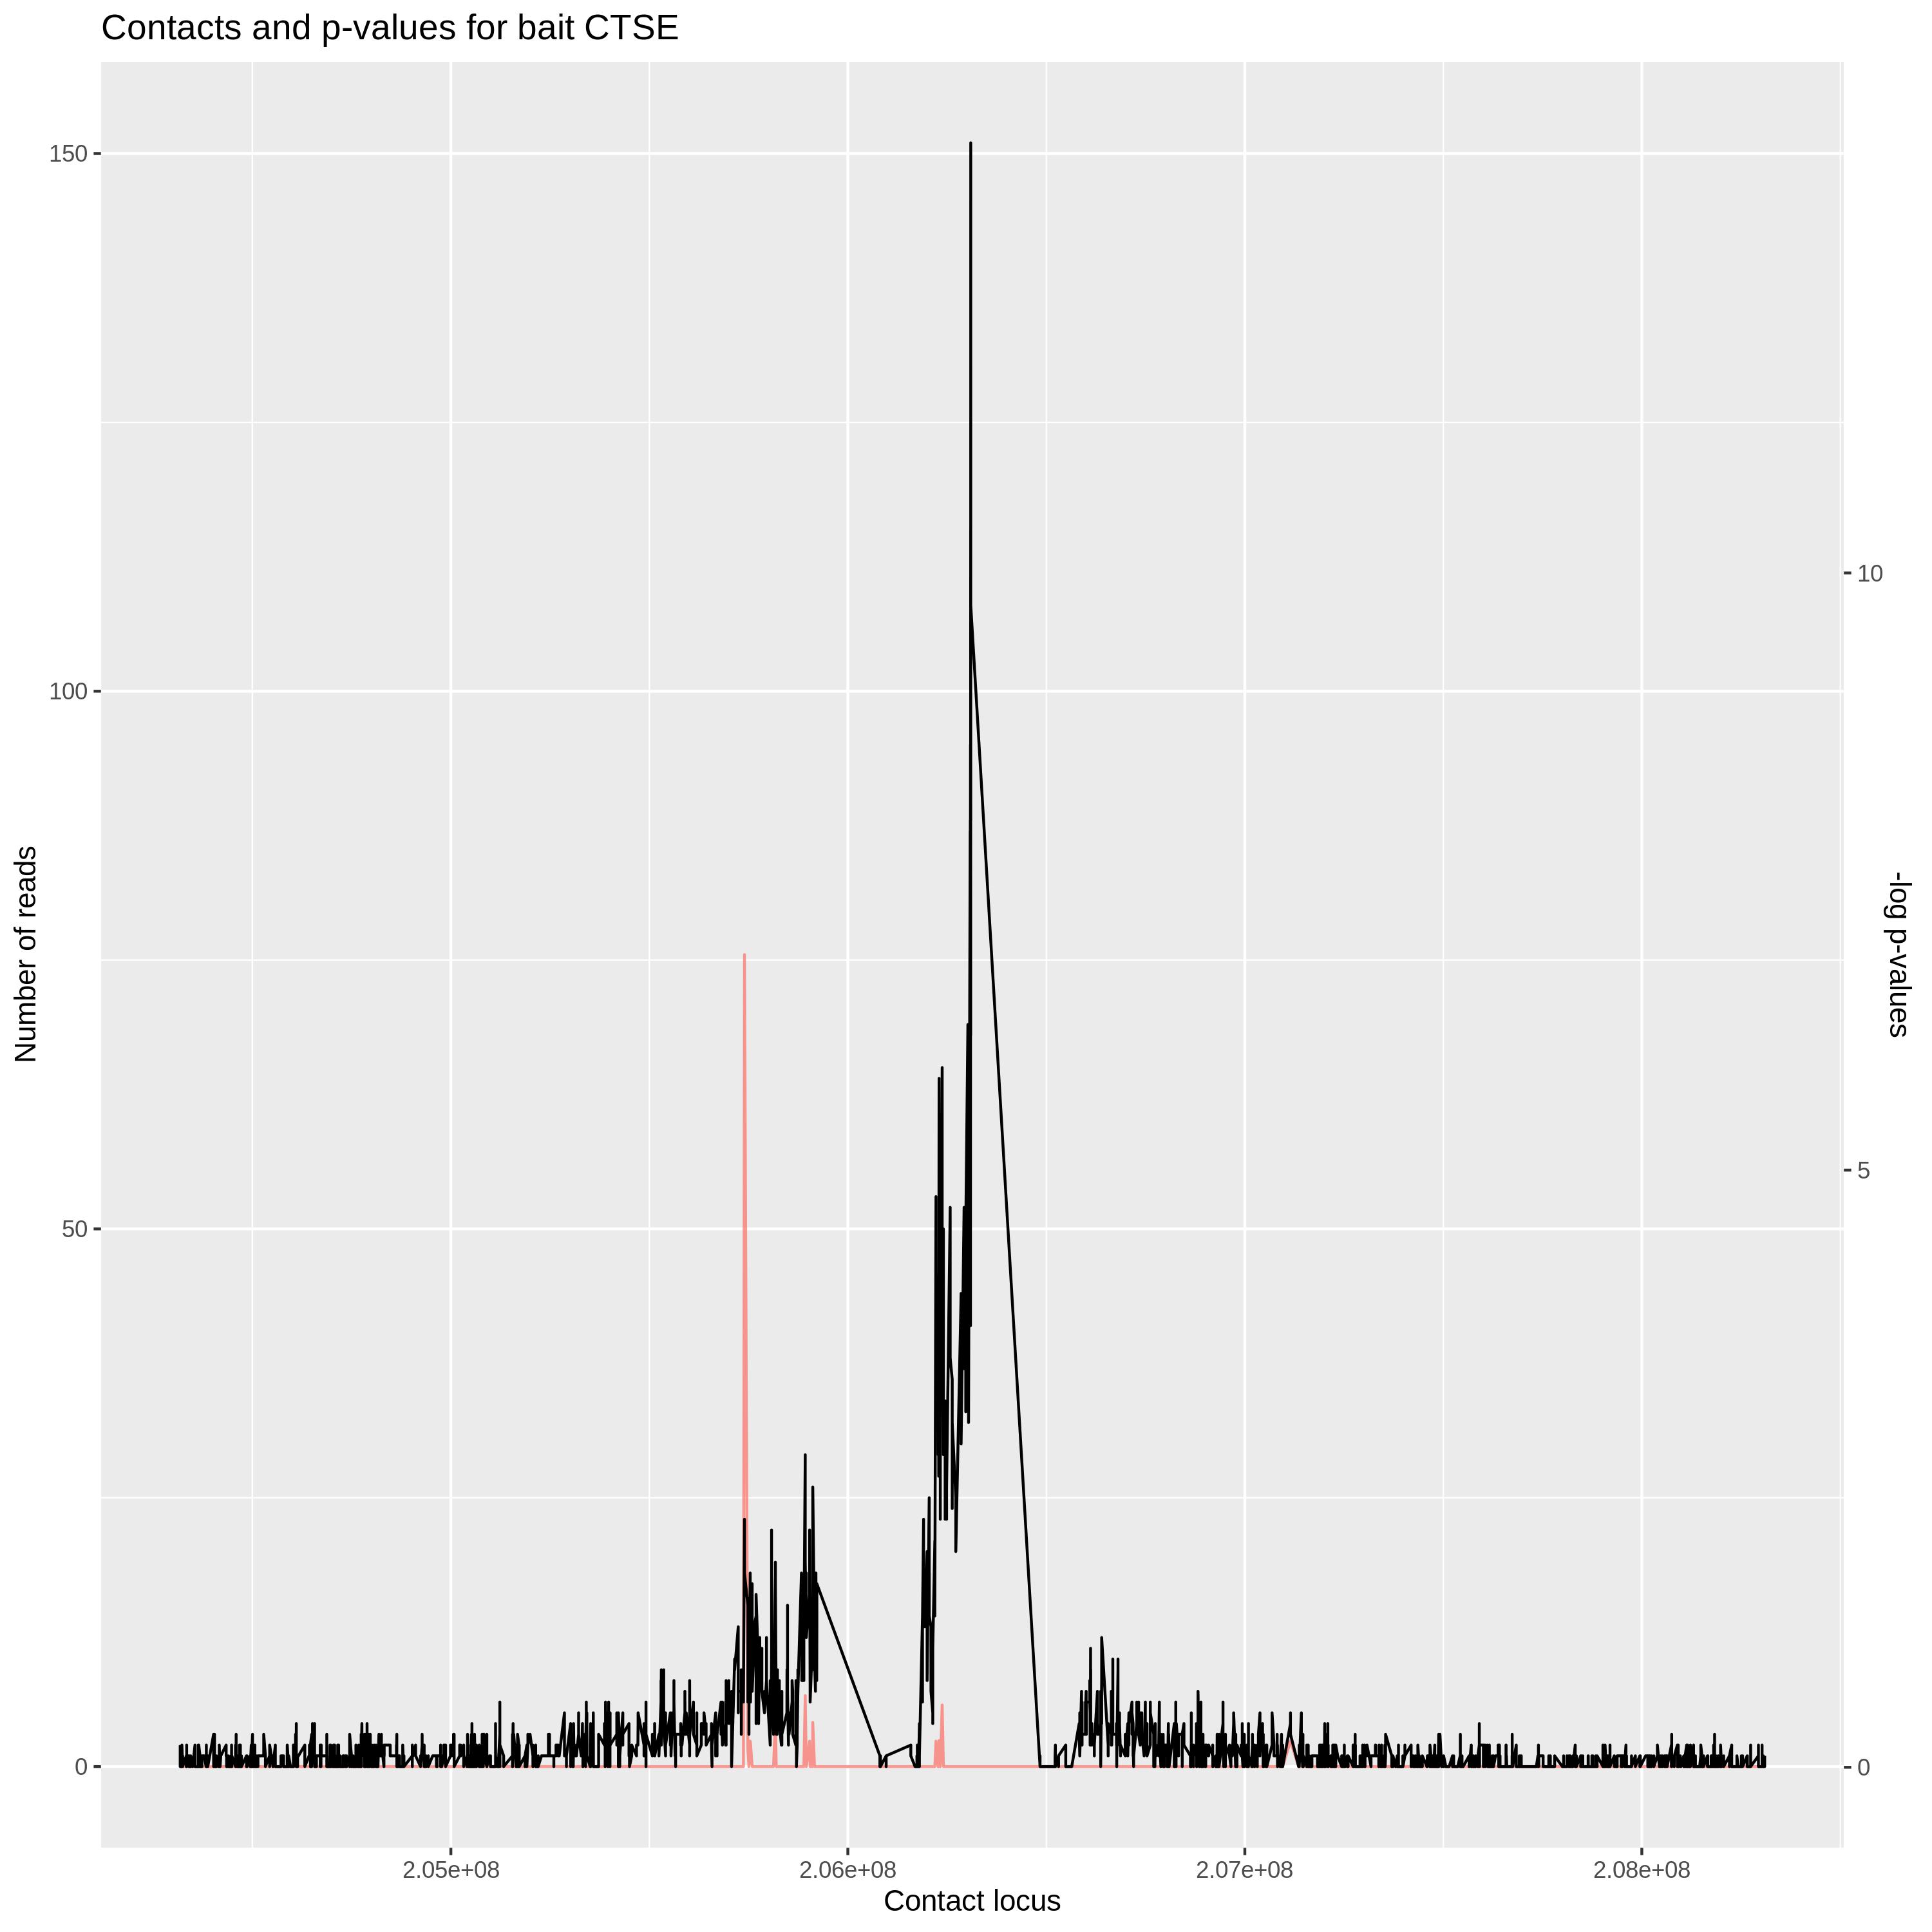 Contacts and p-values for bait CTSE
150
100
50
0
Number of reads
10
5
0
-log p-values
2.05e+08
2.06e+08
2.07e+08
2.08e+08
Contact locus